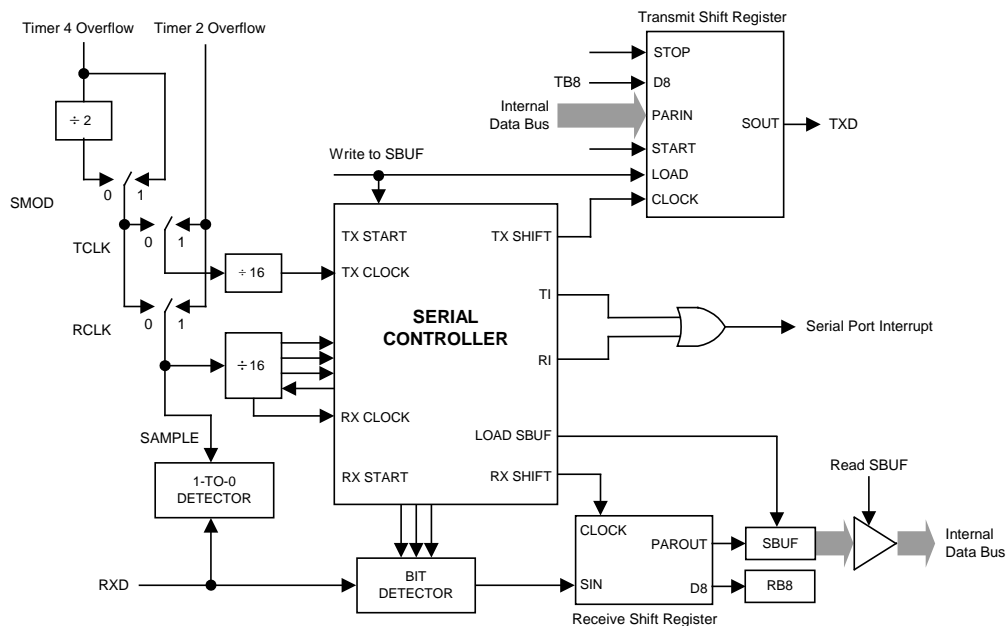 Transmit Shift Register
Timer 4 Overflow
Timer 2 Overflow
STOP
TB8
D8
÷ 2
Internal
Data Bus
PARIN
SOUT
TXD
START
Write to SBUF
LOAD
0
1
SMOD
CLOCK
TX START
TX SHIFT
TCLK
0
1
÷ 16
TX CLOCK
TI
SERIAL
CONTROLLER
Serial Port Interrupt
RCLK
0
1
RI
÷ 16
RX CLOCK
SAMPLE
LOAD SBUF
Read SBUF
1-TO-0
DETECTOR
RX START
RX SHIFT
CLOCK
PAROUT
SBUF
Internal
Data Bus
RXD
BIT
DETECTOR
SIN
D8
RB8
Receive Shift Register